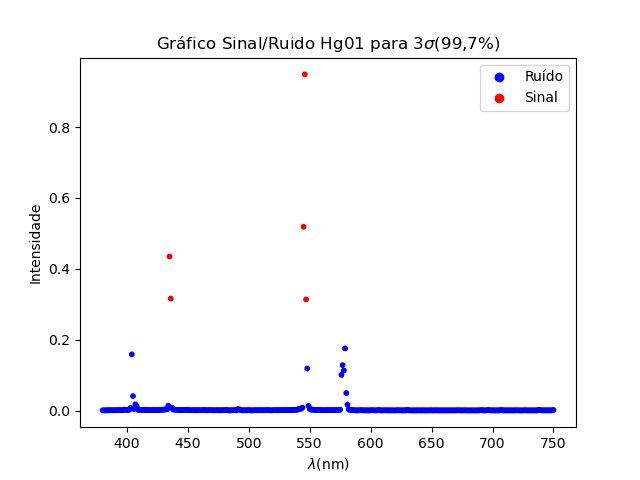 Gráfico Sinal/Ruido Hg01 para 3σ(99,7%)
Ruído
Sinal
Intensidade
0.8
0.6
0.4
0.2
0.0
400 450 500 550 600 650 700 750
λ(nm)